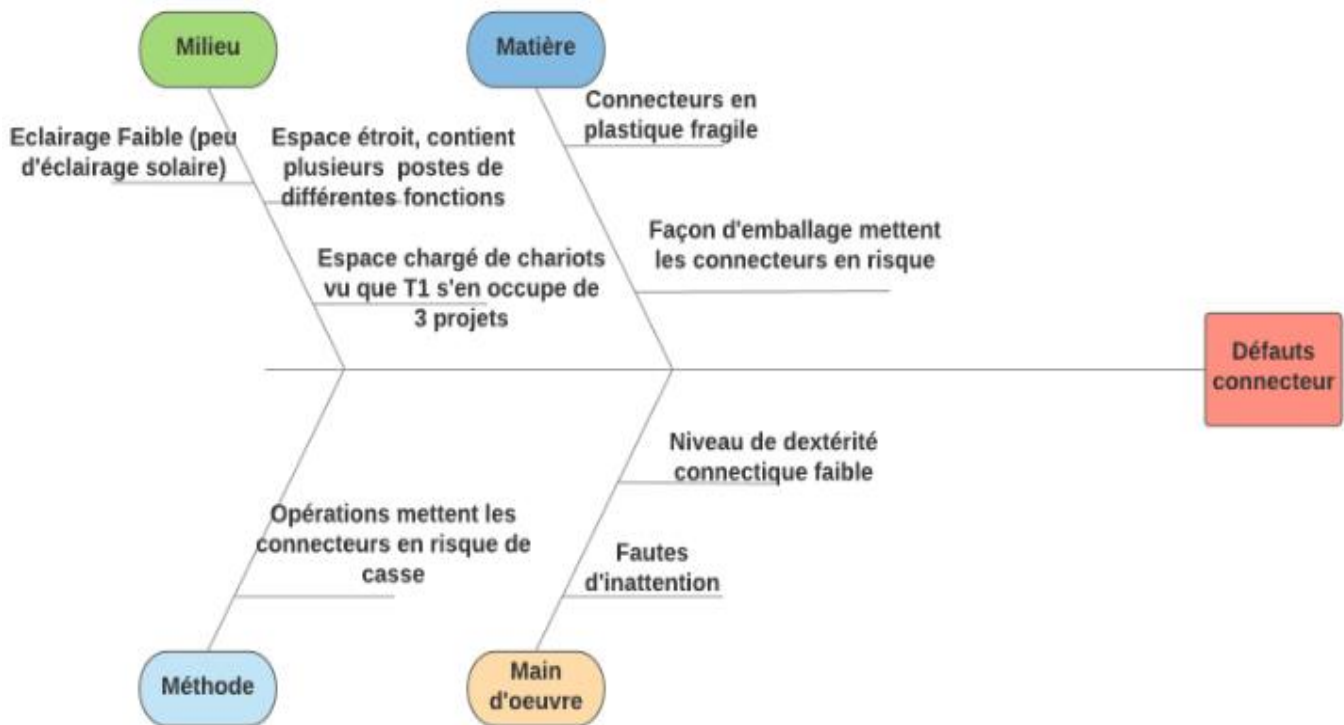 Milieu
Matière
Connecteurs en
plastique fragile
Eclairage Faible (peu
d'éclairage solaire)
Espace étroit, contient
plusieurs postes de
différentes fonctions
Façon d'emballage mettent
les connecteurs en risque
Espace chargé de chariots
vu que T1 s'en occupe de
3 projets
Défauts
connecteur
Niveau de dextérité
connectique faible
Opérations mettent les
connecteurs en risque de
casse
Fautes
d'inattention
Méthode
Main
d'oeuvre